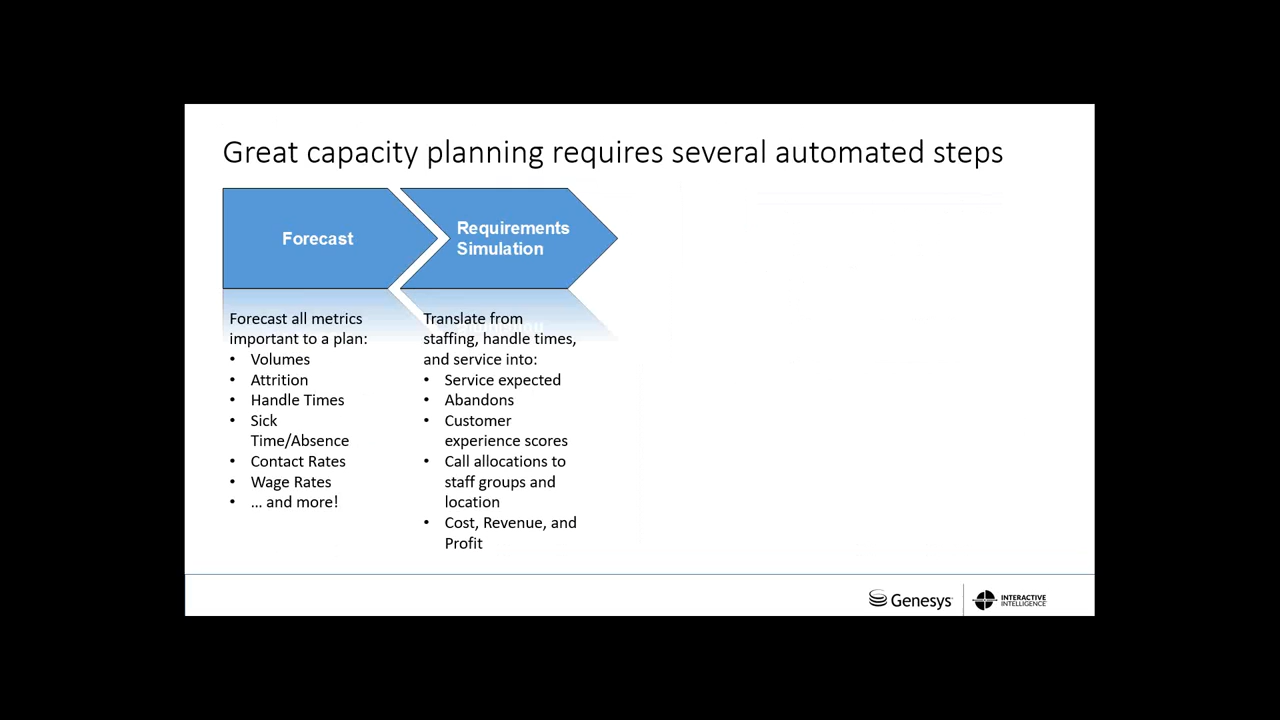 Great capacity planning requires several automated steps
Forecast
Requirements
Simulation
Forecast all metrics
important to a plan:
• Volumes
• Attrition
• Handle Times
• Sick
Time/Absence
• Contact Rates
• Wage Rates
• ... and more!
Translate from
staffing, handle times,
and service into:
• Service expected
• Abandons
• Customer
experience scores
• Call allocations to
staff groups and
location
• Cost, Revenue, and
Profit
Genesys
INTERACTIVE
INTELLIGENCE